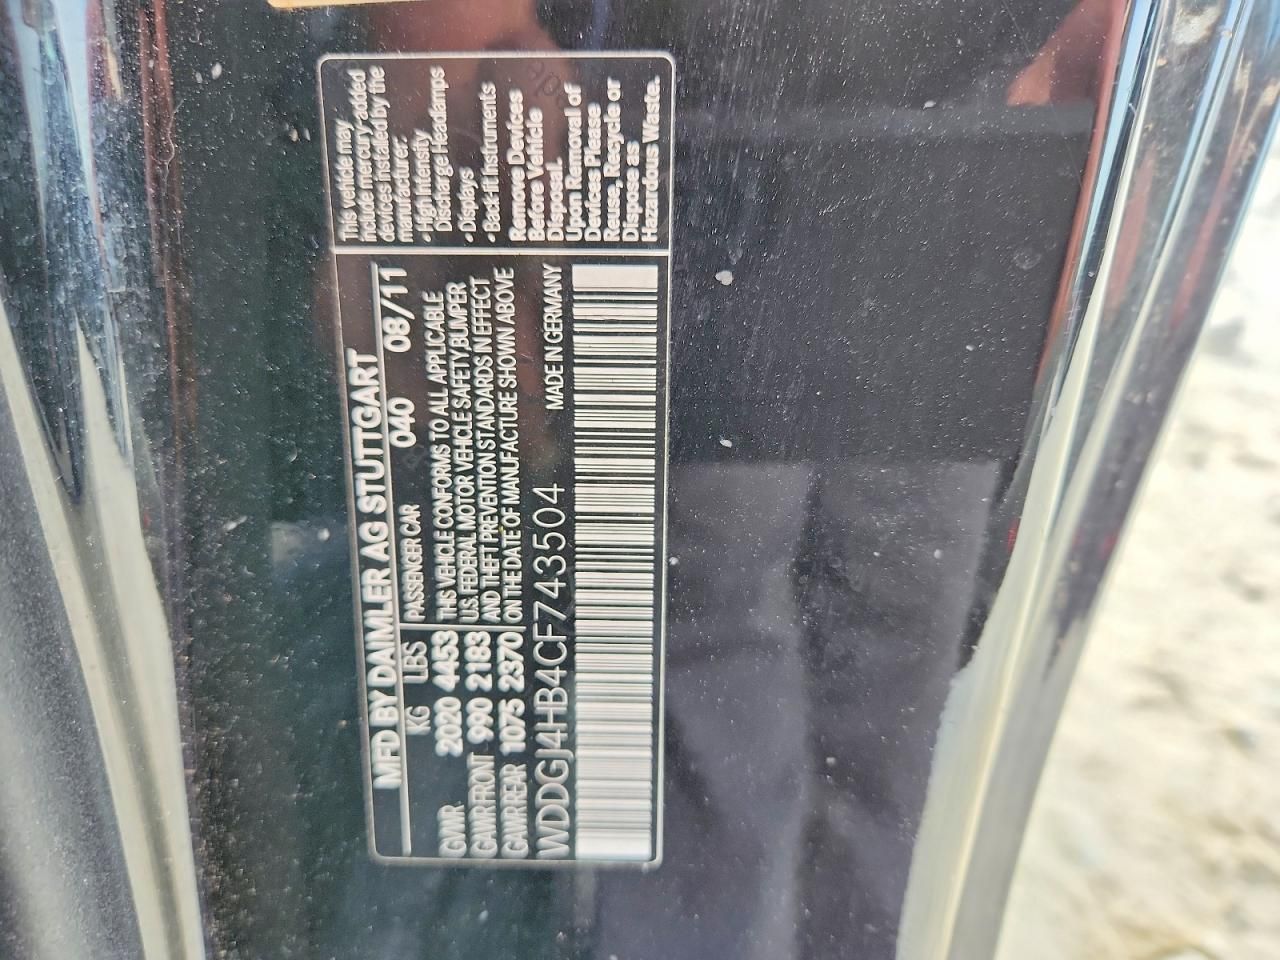 MFD BY DAIMLER AG STUTTGART
KG LBS PASSENGER CAR 040 08/11
GVWR 2020 4453
GAWR FRONT 990 2183
GAWR REAR 1075 2370
THIS VEHICLE CONFORMS TO ALL APPLICABLE
U.S. FEDERAL MOTOR VEHICLE SAFETY, BUMPER
AND THEFT PREVENTION STANDARDS IN EFFECT
ON THE DATE OF MANUFACTURE SHOWN ABOVE
WDDGJ4HB4CF743504 MADE IN GERMANY
This vehicle may
include mercury added
devices installed by the
manufacturer:
• High Intensity
Discharge Headlamps
• Displays
• Back-lit Instruments
Remove Devices
Before Vehicle
Disposal.
Upon Removal of
Devices Please
Reuse, Recycle or
Dispose as
Hazardous Waste.